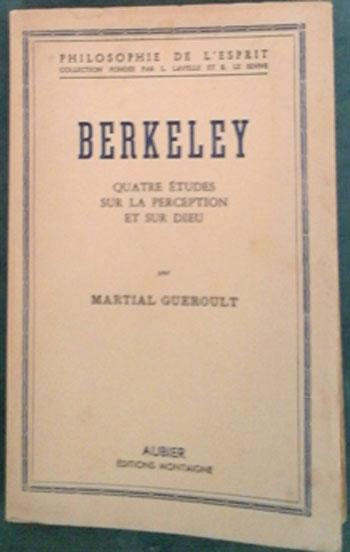 PHILOSOPHIE DE L'ESPRIT
COLLECTION FONDÉE PAR L. LAVELLE ET R. LE SENNE
BERKELEY
QUATRE ÉTUDES
SUR LA PERCEPTION
ET SUR DIEU
par
MARTIAL GUEROULT
AUBIER
ÉDITIONS MONTAIGNE